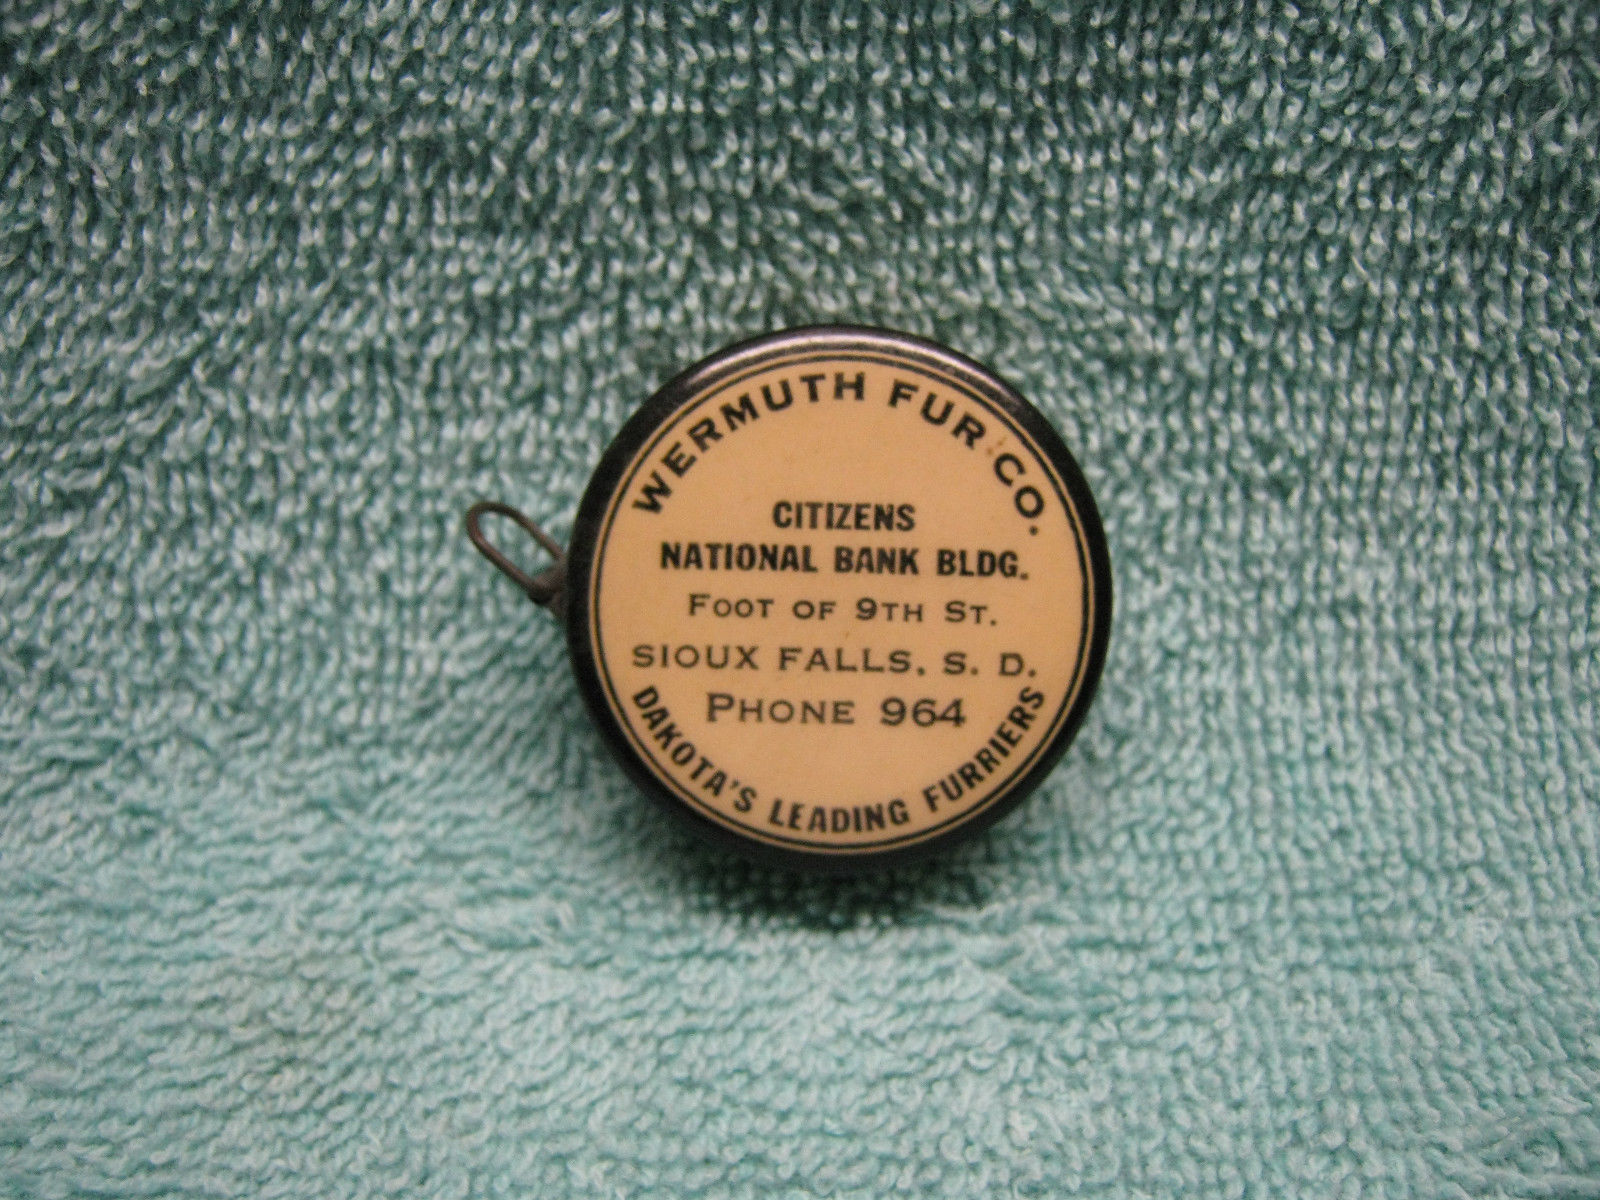 WERMUTH FUR CO.
CITIZENS
NATIONAL BANK BLDG.
FOOT OF 9TH ST.
SIOUX FALLS, S. D.
PHONE 964
DAKOTA'S LEADING FURRIERS